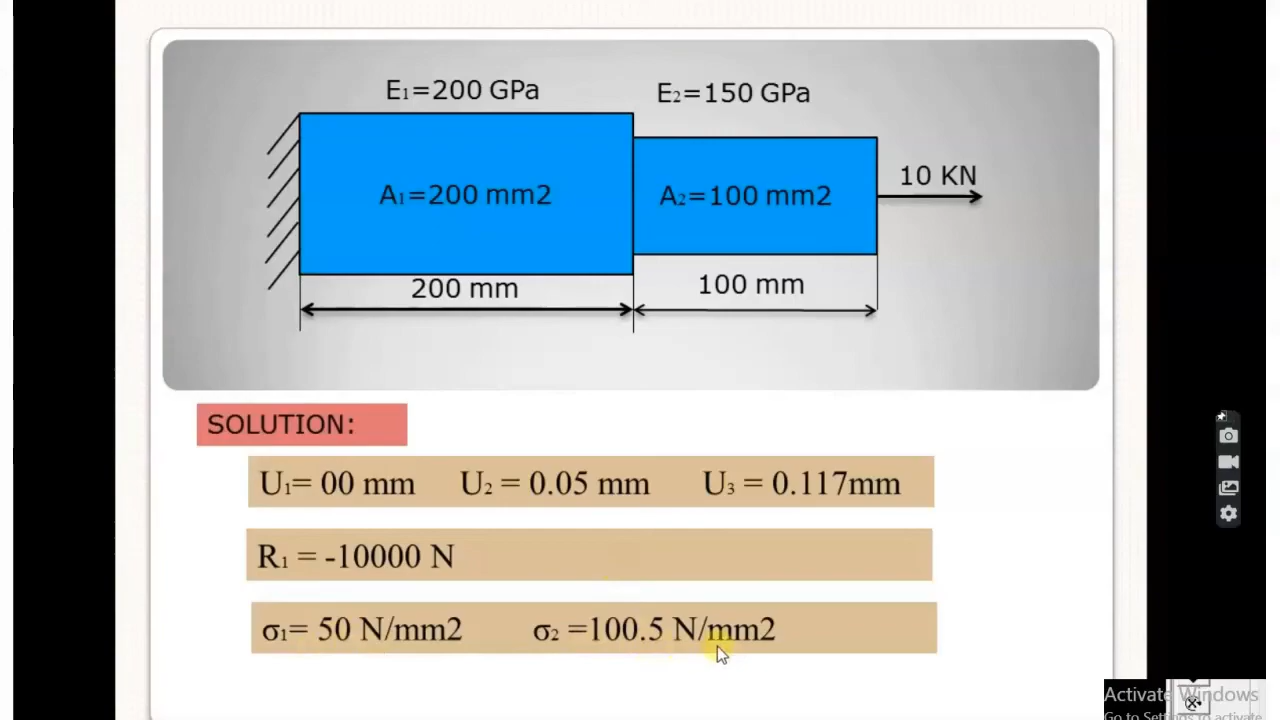 E1=200 GPa
E2=150 GPa
A1=200 mm2
A2=100 mm2
10 KN
200 mm
100 mm
SOLUTION:
U1= 00 mm U2 = 0.05 mm U3 = 0.117mm
R1 = -10000 N
σ1= 50 N/mm2 σ2 =100.5 N/mm2
Activate Windows
Go to Settings to activate